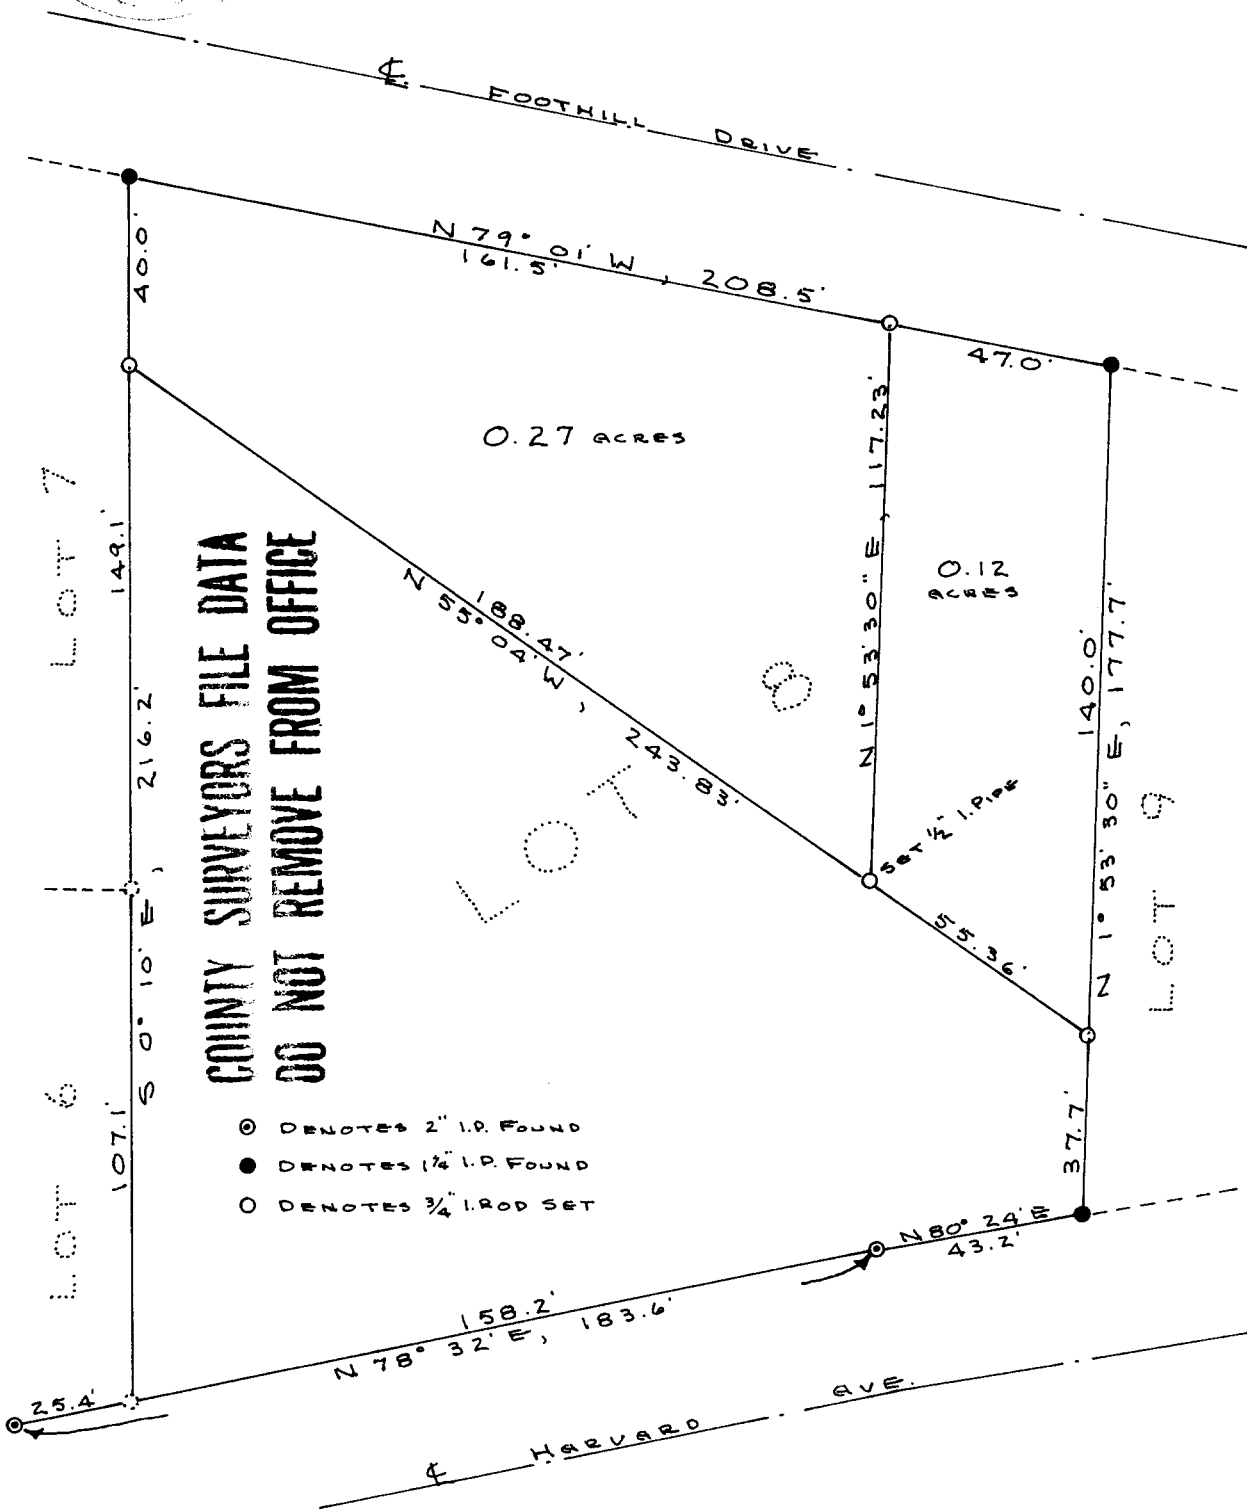 ℄ FOOTHILL DRIVE
N 79° 01' W, 208.5'
161.5'
47.0'
40.0'
0.27 ACRES
N 1° 53' 30" E, 117.23'
0.12
ACRES
LOT 7
149.1'
COUNTY SURVEYORS FILE DATA
DO NOT REMOVE FROM OFFICE
188.47'
N 55° 04' W, 243.83'
LOT 8
140.0'
N 1° 53' 30" E, 177.7'
SET 1/2" I.PIPE
55.36'
LOT 9
S 0° 10' E, 216.2'
LOT 6
107.1'
37.7'
DENOTES 2" I.P. FOUND
DENOTES 1 1/4" I.P. FOUND
DENOTES 3/4" I.ROD SET
N 80° 24' E
43.2'
158.2'
N 78° 32' E, 183.6'
25.4'
℄ HARVARD AVE.